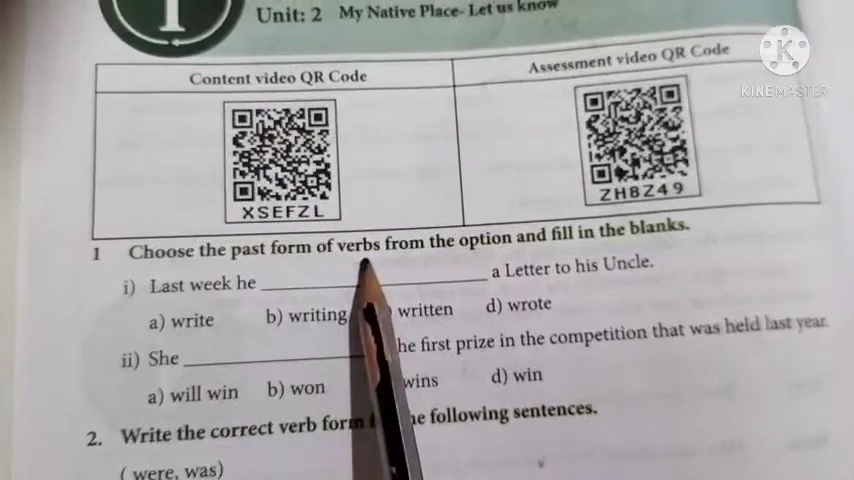 1
Unit: 2 My Native Place- Let us know
Content video QR Code
Assessment video QR Code
KINEMASTER
XSEFZL
ZH8Z49
1 Choose the past form of verbs from the option and fill in the blanks.
i) Last week he a Letter to his Uncle.
a) write b) writing written d) wrote
ii) She he first prize in the competition that was held last year.
a) will win b) won wins d) win
2. Write the correct verb form he following sentences.
( were, was)